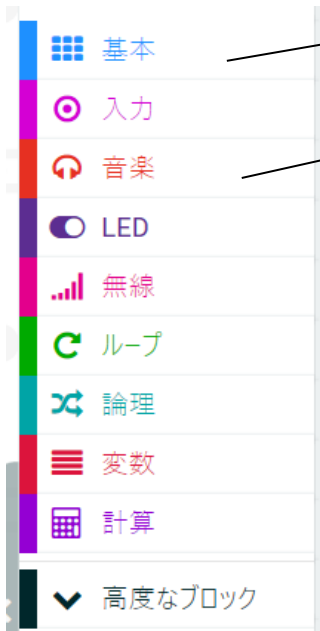 基本
入力
音楽
LED
無線
ループ
論理
変数
計算
高度なブロック